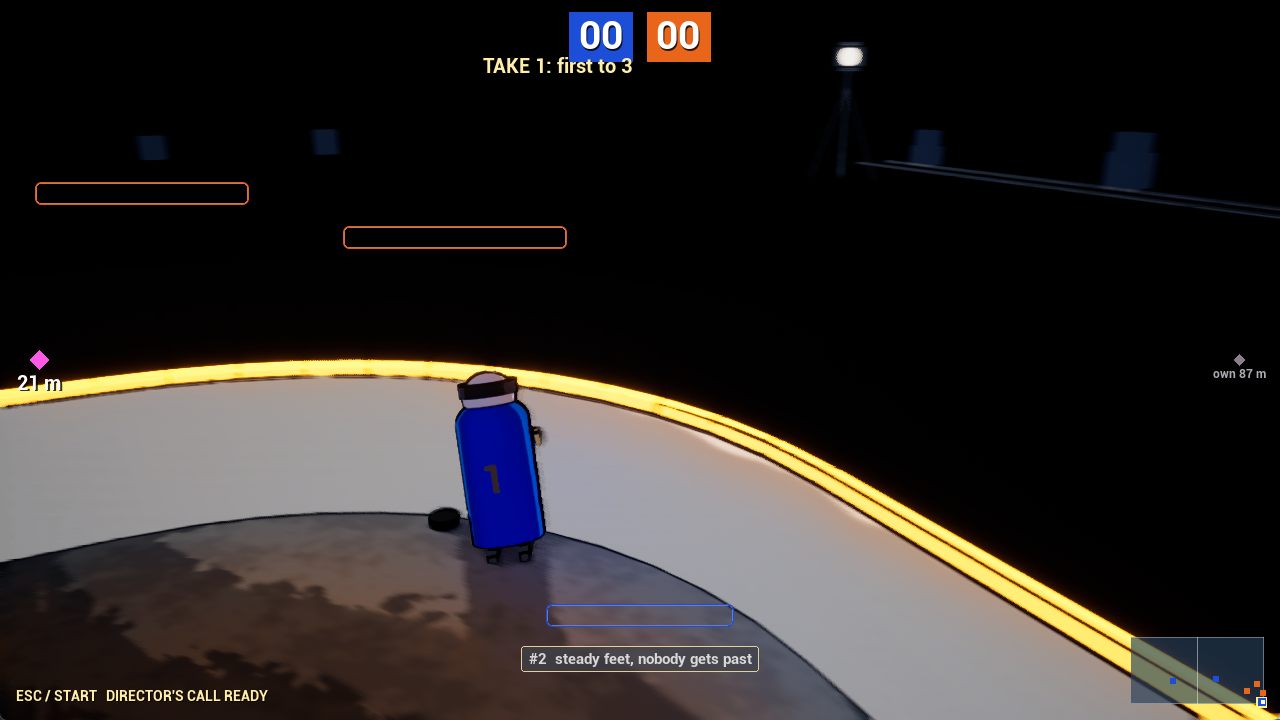 00 00
TAKE 1: first to 3
21 m
own 87 m
1
#2 steady feet, nobody gets past
ESC / START DIRECTOR'S CALL READY